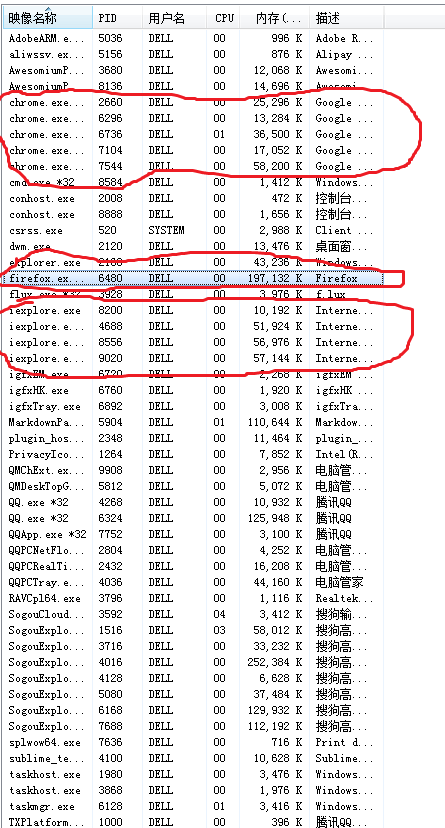 映像名称 PID 用户名 CPU 内存(... 描述
AdobeARM.e... 5036 DELL 00 996 K Adobe R...
aliwssv.ex... 5156 DELL 00 876 K Alipay ...
AwesomiumP... 3680 DELL 00 12,068 K Awesomi...
AwesomiumP... 8136 DELL 00 14,696 K Awesomi...
chrome.exe... 2660 DELL 00 25,296 K Google ...
chrome.exe... 6296 DELL 00 13,284 K Google ...
chrome.exe... 6736 DELL 01 36,500 K Google ...
chrome.exe... 7104 DELL 00 17,052 K Google ...
chrome.exe... 7544 DELL 00 58,200 K Google ...
cmd.exe *32 8584 DELL 00 1,412 K Windows...
conhost.exe 2008 DELL 00 472 K 控制台...
conhost.exe 8888 DELL 00 1,656 K 控制台...
csrss.exe 520 SYSTEM 00 2,988 K Client ...
dwm.exe 2120 DELL 00 13,476 K 桌面窗...
explorer.exe 2188 DELL 00 43,236 K Windows...
firefox.ex... 6480 DELL 00 197,132 K Firefox
flux.exe *32 3928 DELL 00 3,976 K f.lux
iexplore.e... 8200 DELL 00 10,192 K Interne...
iexplore.e... 4688 DELL 00 51,924 K Interne...
iexplore.e... 8556 DELL 00 56,976 K Interne...
iexplore.e... 9020 DELL 00 57,144 K Interne...
igfxEM.exe 6720 DELL 00 2,268 K igfxEM ...
igfxHK.exe 6760 DELL 00 1,920 K igfxHK ...
igfxTray.exe 6892 DELL 00 3,008 K igfxTra...
MarkdownPa... 5904 DELL 01 110,644 K Markdow...
plugin_hos... 2348 DELL 00 11,464 K plugin_...
PrivacyIco... 1264 DELL 00 7,852 K Intel(R...
QMChExt.ex... 9908 DELL 00 2,956 K 电脑管...
QMDeskTopG... 5812 DELL 00 5,072 K 电脑管...
QQ.exe *32 4268 DELL 00 10,932 K 腾讯QQ
QQ.exe *32 6324 DELL 00 125,948 K 腾讯QQ
QQApp.exe *32 7752 DELL 00 3,100 K 腾讯QQ
QQPCNetFlo... 2804 DELL 00 4,252 K 电脑管...
QQPCRealTi... 2432 DELL 00 16,208 K 电脑管...
QQPCTray.e... 4036 DELL 00 44,160 K 电脑管家
RAVCpl64.exe 3796 DELL 00 1,116 K Realtek...
SogouCloud... 3592 DELL 04 3,412 K 搜狗输...
SogouExplo... 1516 DELL 03 58,012 K 搜狗高...
SogouExplo... 3716 DELL 00 33,232 K 搜狗高...
SogouExplo... 4016 DELL 00 252,384 K 搜狗高...
SogouExplo... 4128 DELL 00 6,628 K 搜狗高...
SogouExplo... 5080 DELL 00 37,484 K 搜狗高...
SogouExplo... 6168 DELL 00 129,932 K 搜狗高...
SogouExplo... 7688 DELL 00 112,192 K 搜狗高...
splwow64.exe 7636 DELL 00 716 K Print d...
sublime_te... 4100 DELL 00 10,628 K Sublime...
taskhost.exe 1980 DELL 00 3,476 K Windows...
taskhost.exe 3868 DELL 00 1,976 K Windows...
taskmgr.exe 6128 DELL 01 3,416 K Windows...
TXPlatform... 1000 DELL 00 396 K 腾讯QQ